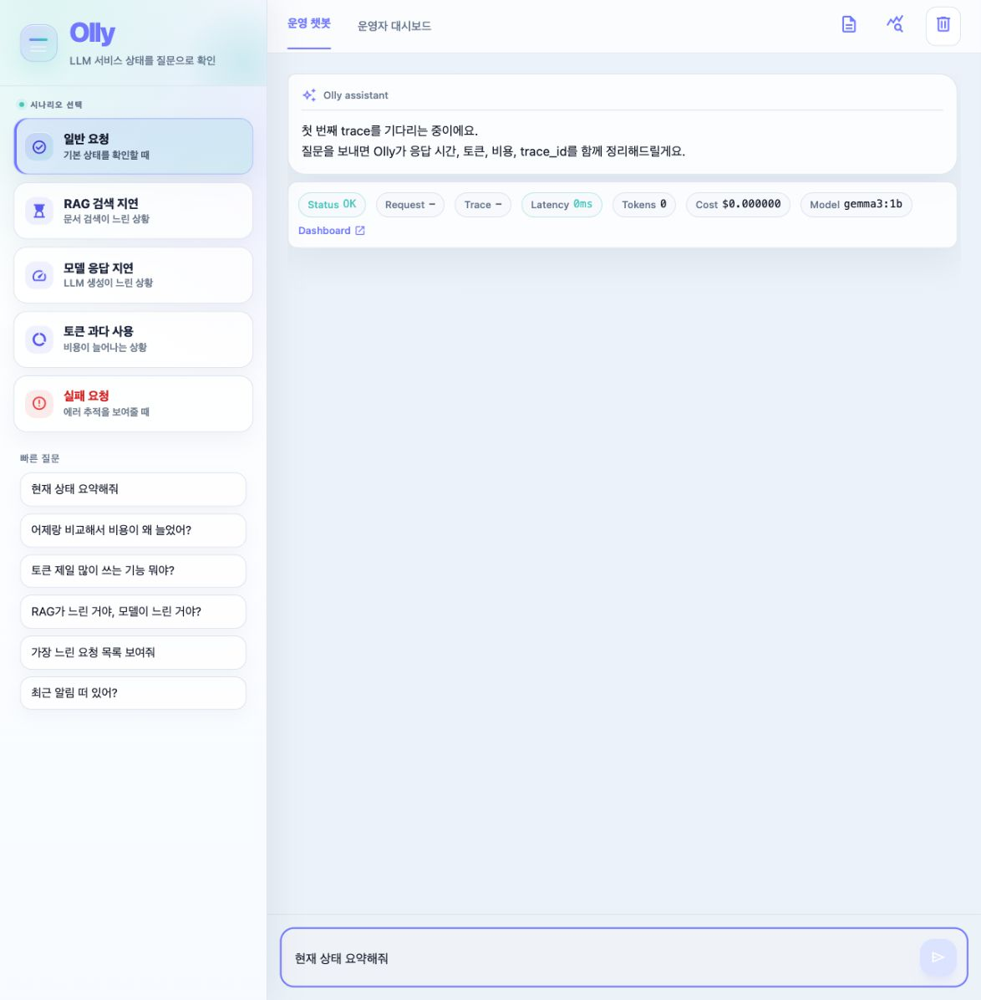 Olly
LLM 서비스 상태를 질문으로 확인
시나리오 선택
일반 요청
기본 상태를 확인할 때
RAG 검색 지연
문서 검색이 느린 상황
모델 응답 지연
LLM 생성이 느린 상황
토큰 과다 사용
비용이 늘어나는 상황
실패 요청
에러 추적을 보여줄 때
빠른 질문
현재 상태 요약해줘
어제랑 비교해서 비용이 왜 늘었어?
토큰 제일 많이 쓰는 기능 뭐야?
RAG가 느린 거야, 모델이 느린 거야?
가장 느린 요청 목록 보여줘
최근 알림 떠 있어?
운영 챗봇
운영자 대시보드
Olly assistant
첫 번째 trace를 기다리는 중이에요.
질문을 보내면 Olly가 응답 시간, 토큰, 비용, trace_id를 함께 정리해드릴게요.
Status OK Request – Trace – Latency 0ms Tokens 0 Cost $0.000000 Model gemma3:1b
Dashboard
현재 상태 요약해줘